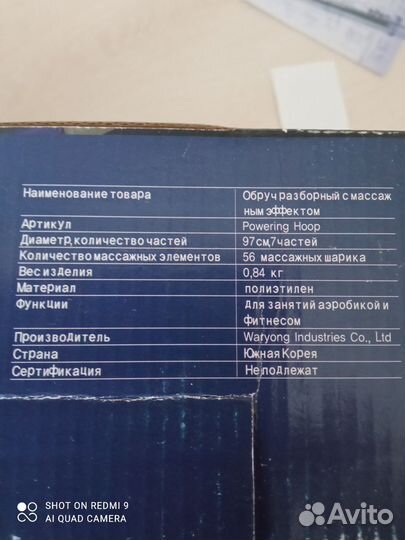 Наименование товара Обруч разборный с массаж
ным эффектом
Артикул Powering Hoop
Диаметр,количество частей 97см,7частей
Количество массажных элементов 56 массажных шарика
Вес изделия 0,84 кг
Материал полиэтилен
Функции для занятий аэробикой и
фитнесом
Производитель Waryong Industries Co., Ltd
Страна Южная Корея
Сертификация Не подлежат
SHOT ON REDMI 9
AI QUAD CAMERA
Avito